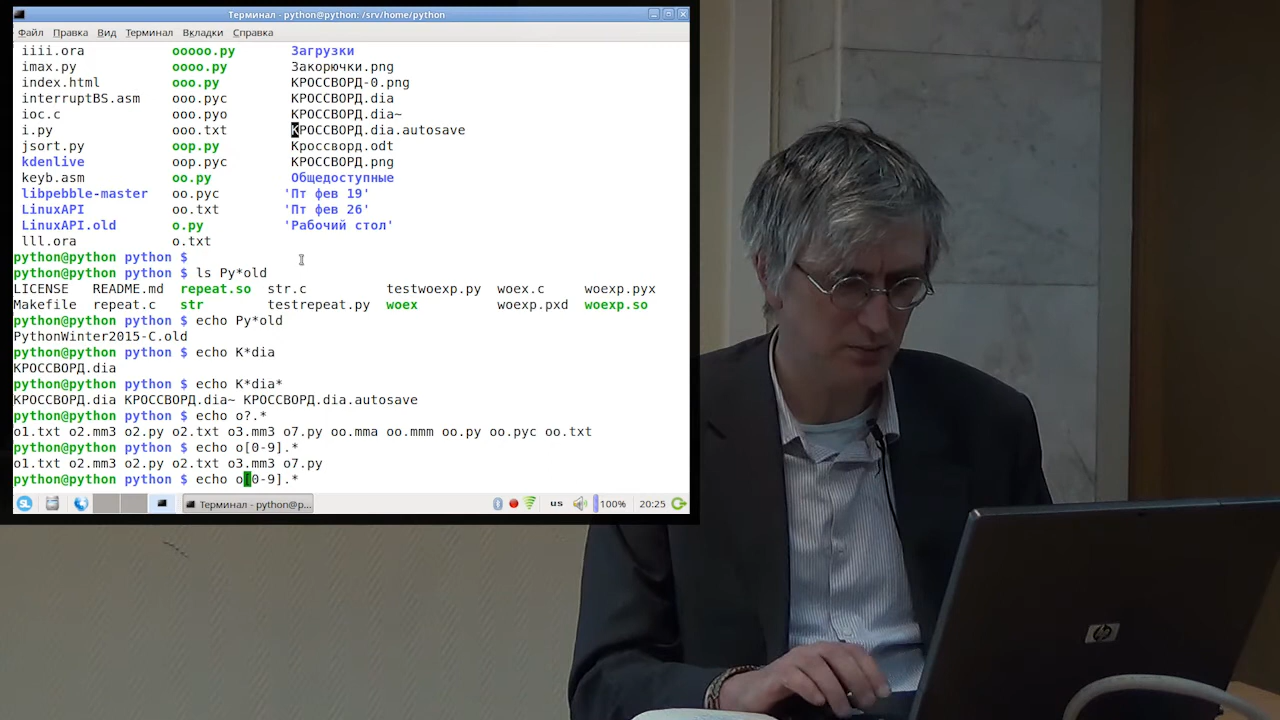 Терминал - python@python: /srv/home/python
Файл Правка Вид Терминал Вкладки Справка
iiii.ora ooooo.py Загрузки
imax.py oooo.py Закорючки.png
index.html ooo.py КРОССВОРД-0.png
interruptBS.asm ooo.pyc КРОССВОРД.dia
ioc.c ooo.pyo КРОССВОРД.dia~
i.py ooo.txt КРОССВОРД.dia.autosave
jsort.py oop.py Кроссворд.odt
kdenlive oop.pyc КРОССВОРД.png
keyb.asm oo.py Общедоступные
libpebble-master oo.pyc 'Пт фев 19'
LinuxAPI oo.txt 'Пт фев 26'
LinuxAPI.old o.py 'Рабочий стол'
lll.ora o.txt
python@python python $
python@python python $ ls Py*old
LICENSE README.md repeat.so str.c testwoexp.py woex.c woexp.pyx
Makefile repeat.c str testrepeat.py woex woexp.pxd woexp.so
python@python python $ echo Py*old
PythonWinter2015-C.old
python@python python $ echo К*dia
КРОССВОРД.dia
python@python python $ echo К*dia*
КРОССВОРД.dia КРОССВОРД.dia~ КРОССВОРД.dia.autosave
python@python python $ echo o?.*
o1.txt o2.mm3 o2.py o2.txt o3.mm3 o7.py oo.mma oo.mmm oo.py oo.pyc oo.txt
python@python python $ echo o[0-9].*
o1.txt o2.mm3 o2.py o2.txt o3.mm3 o7.py
python@python python $ echo o[0-9].*
Терминал - python@p... us 100% 20:25
hp